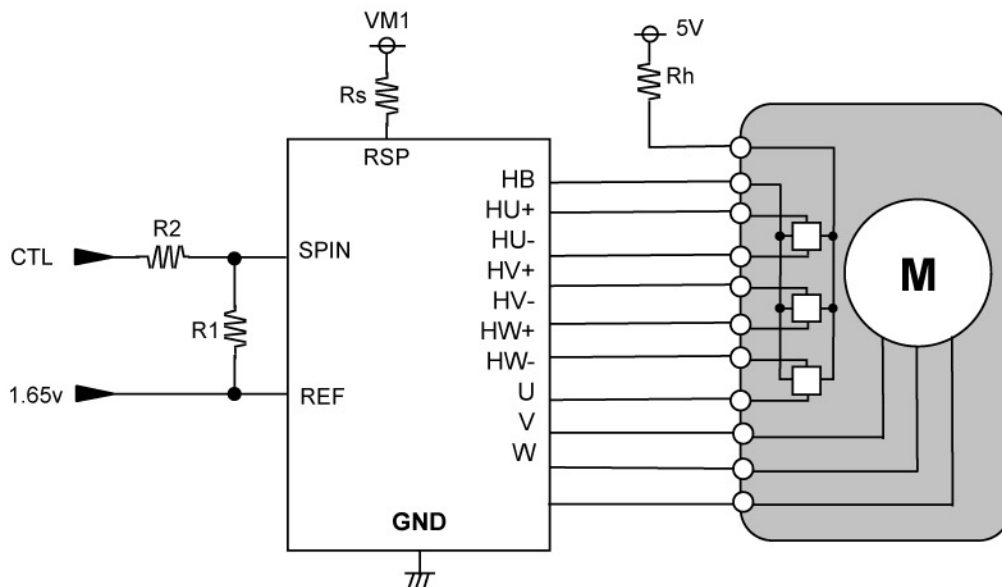 VM1
5V
Rs
Rh
RSP
HB
HU+
HU-
HV+
HV-
HW+
HW-
U
V
W
CTL
R2
SPIN
R1
1.65v
REF
GND
M